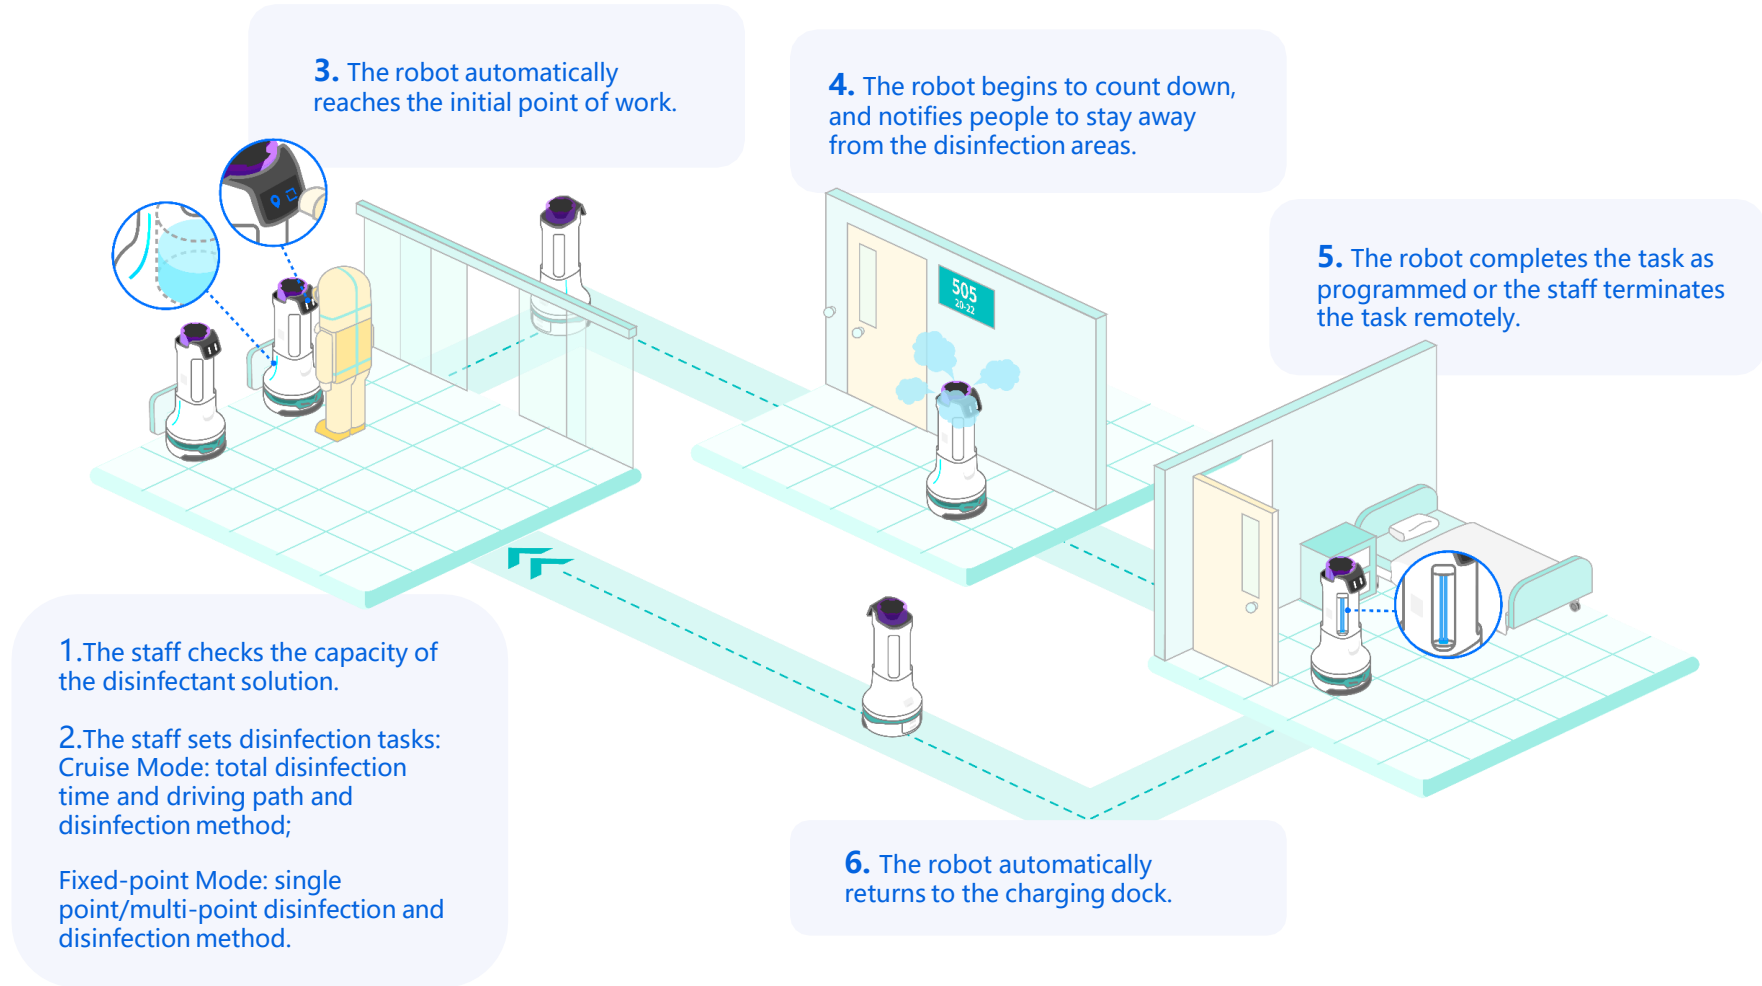 3. The robot automatically
reaches the initial point of work.
4. The robot begins to count down,
and notifies people to stay away
from the disinfection areas.
5. The robot completes the task as
programmed or the staff terminates
the task remotely.
505
20-22
1.The staff checks the capacity of
the disinfectant solution.
2.The staff sets disinfection tasks:
Cruise Mode: total disinfection
time and driving path and
disinfection method;
Fixed-point Mode: single
point/multi-point disinfection and
disinfection method.
6. The robot automatically
returns to the charging dock.